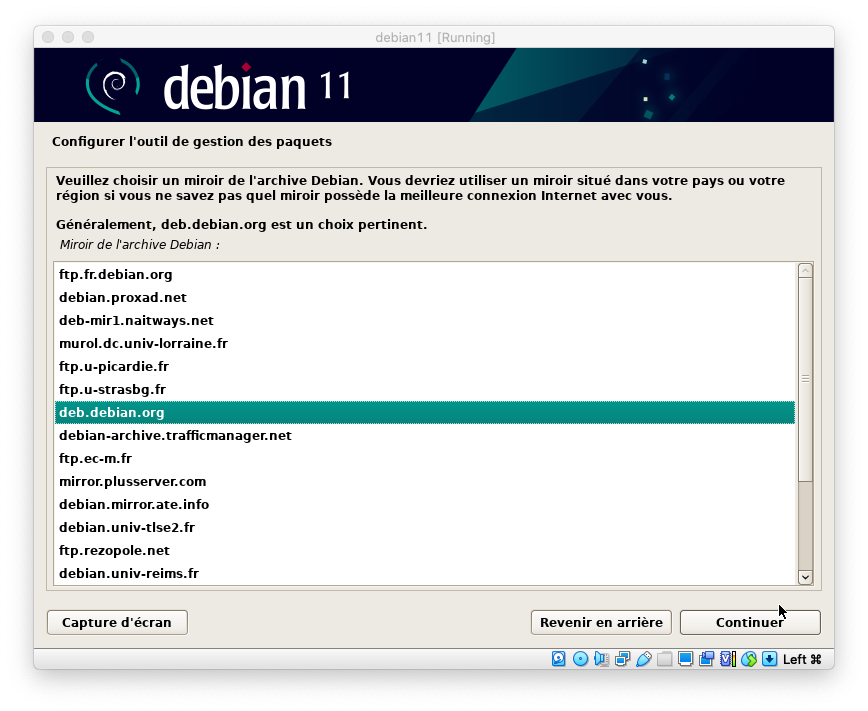 debian11 [Running]
debian 11
Configurer l'outil de gestion des paquets
Veuillez choisir un miroir de l'archive Debian. Vous devriez utiliser un miroir situé dans votre pays ou votre
région si vous ne savez pas quel miroir possède la meilleure connexion Internet avec vous.
Généralement, deb.debian.org est un choix pertinent.
Miroir de l'archive Debian :
ftp.fr.debian.org
debian.proxad.net
deb-mir1.naitways.net
murol.dc.univ-lorraine.fr
ftp.u-picardie.fr
ftp.u-strasbg.fr
deb.debian.org
debian-archive.trafficmanager.net
ftp.ec-m.fr
mirror.plusserver.com
debian.mirror.ate.info
debian.univ-tlse2.fr
ftp.rezopole.net
debian.univ-reims.fr
Capture d'écran
Revenir en arrière
Continuer
Left ⌘